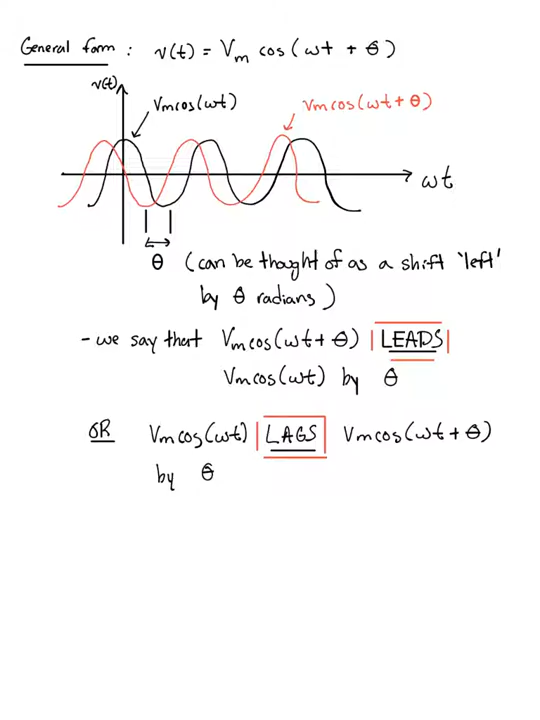 General form : v(t) = Vm cos(ωt + θ)
v(t)
Vmcos(ωt)
Vmcos(ωt + θ)
ωt
θ (can be thought of as a shift 'left'
by θ radians)
- we say that Vmcos(ωt + θ) |LEADS|
Vmcos(ωt) by θ
OR Vmcos(ωt) |LAGS| Vmcos(ωt + θ)
by θ